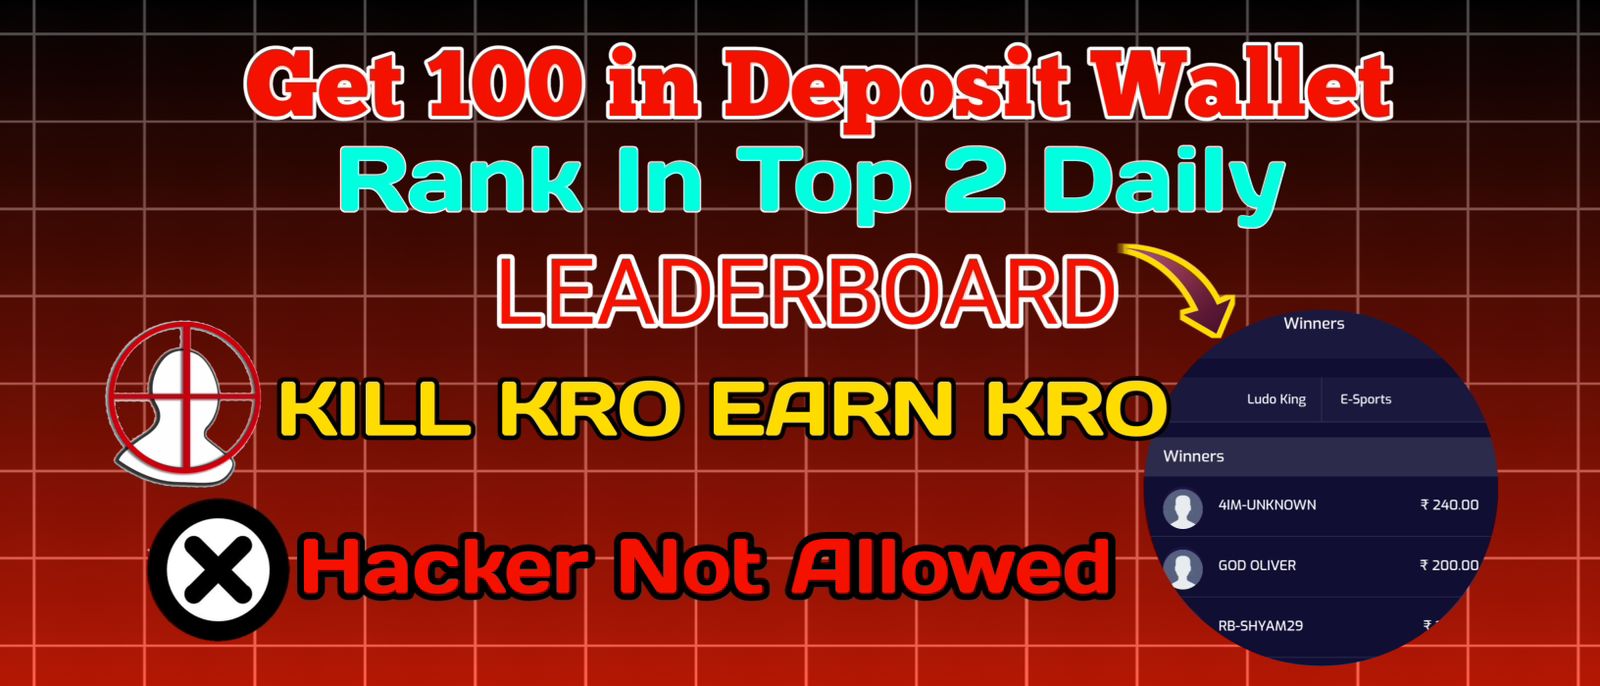 Get 100 in Deposit Wallet
Rank In Top 2 Daily
LEADERBOARD
KILL KRO EARN KRO
Hacker Not Allowed
Winners
Ludo King E-Sports
Winners
4IM-UNKNOWN ₹ 240.00
GOD OLIVER ₹ 200.00
RB-SHYAM29 ₹